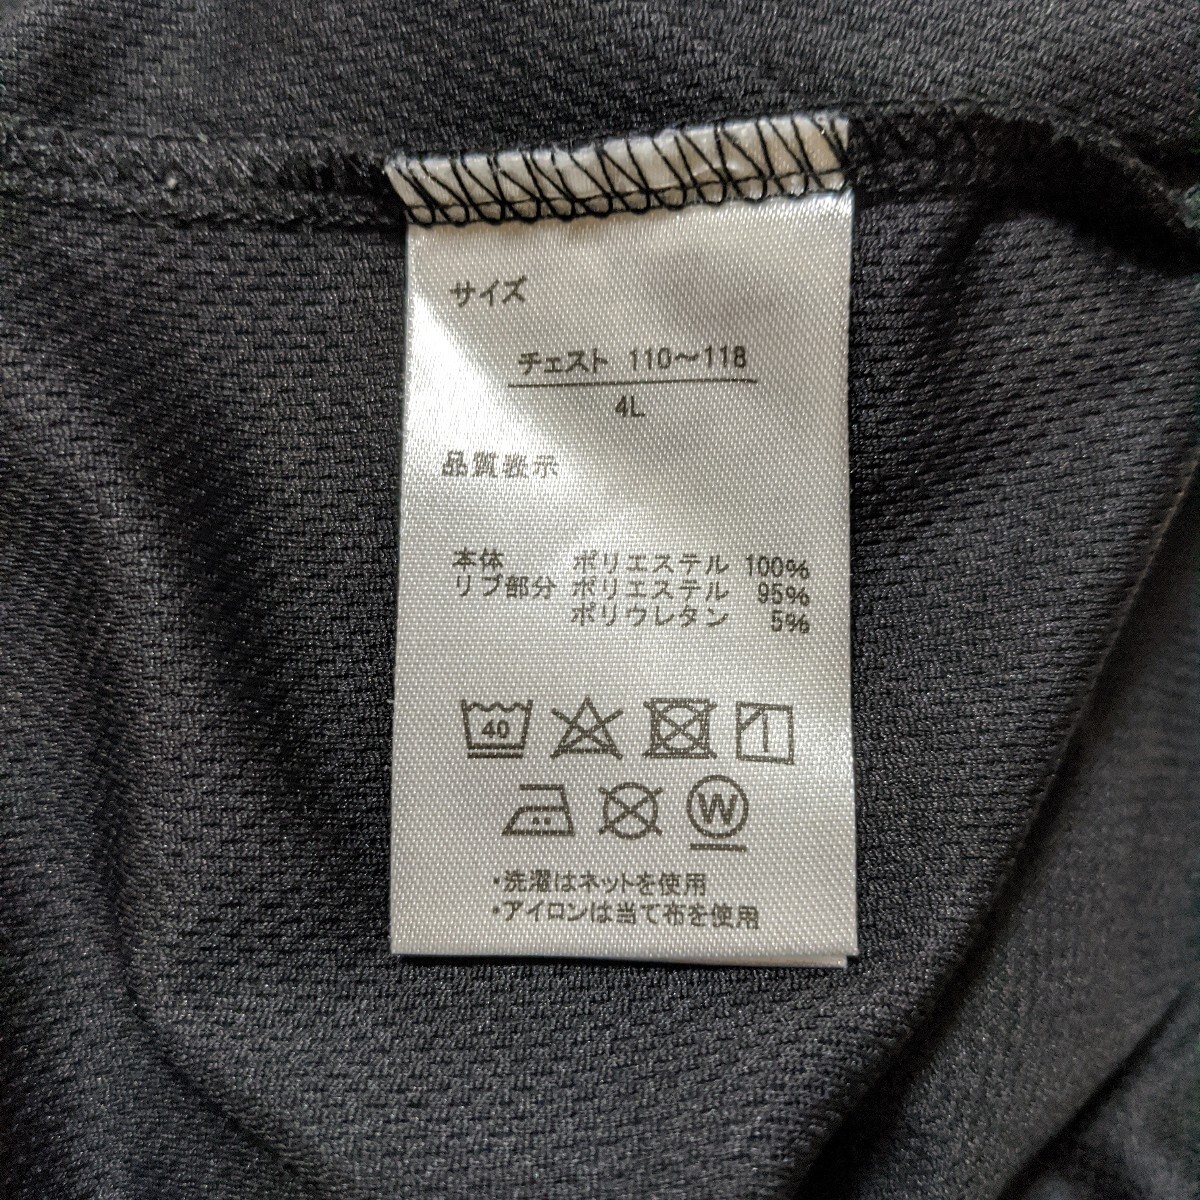 サイズ
チェスト 110〜118
4L
品質表示
本体 ポリエステル 100%
リブ部分 ポリエステル 95%
ポリウレタン 5%
40
W
・洗濯はネットを使用
・アイロンは当て布を使用